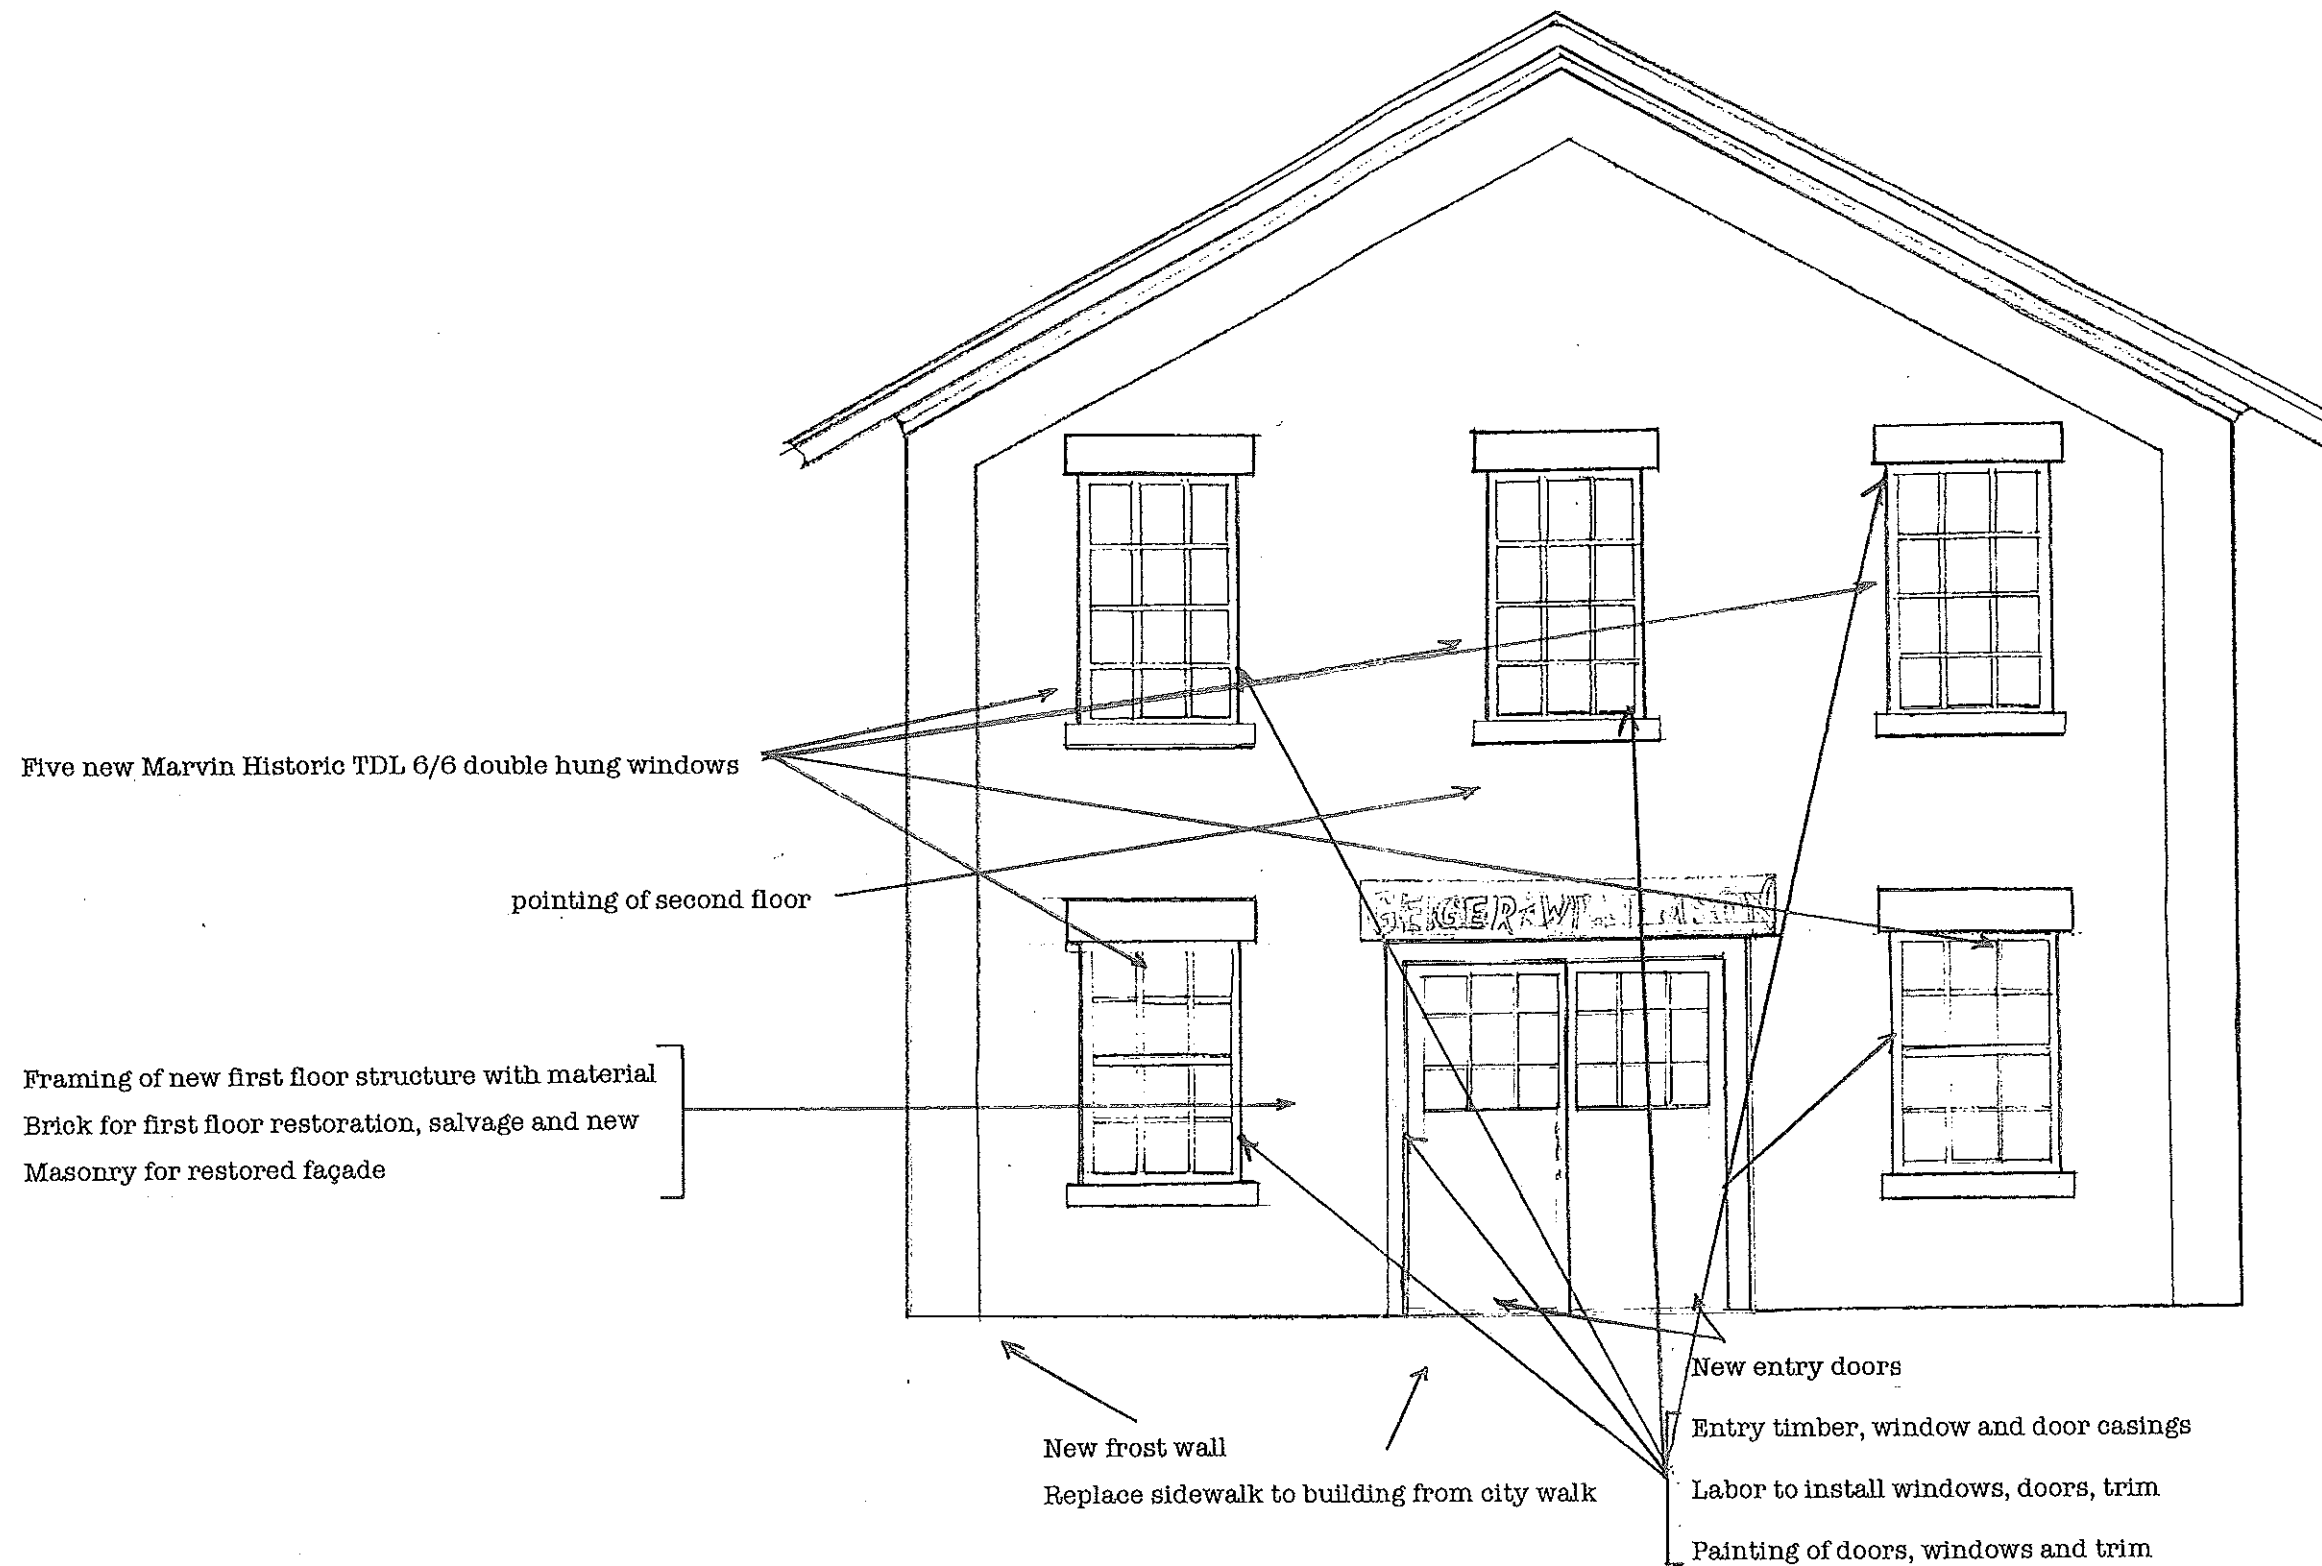 Five new Marvin Historic TDL 6/6 double hung windows
pointing of second floor
GEIGER
Framing of new first floor structure with material
Brick for first floor restoration, salvage and new
Masonry for restored façade
New entry doors
New frost wall
Entry timber, window and door casings
Replace sidewalk to building from city walk
Labor to install windows, doors, trim
Painting of doors, windows and trim